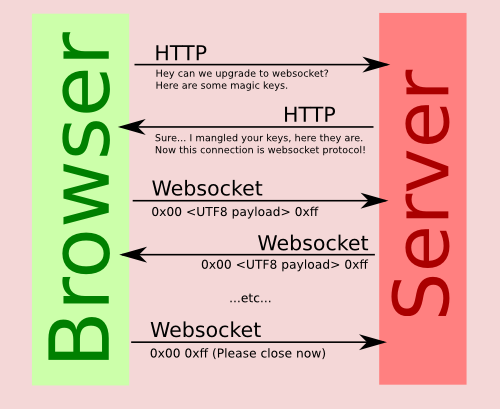 Browser
Server
HTTP
Hey can we upgrade to websocket?
Here are some magic keys.
HTTP
Sure... I mangled your keys, here they are.
Now this connection is websocket protocol!
Websocket
0x00 <UTF8 payload> 0xff
Websocket
0x00 <UTF8 payload> 0xff
...etc...
Websocket
0x00 0xff (Please close now)